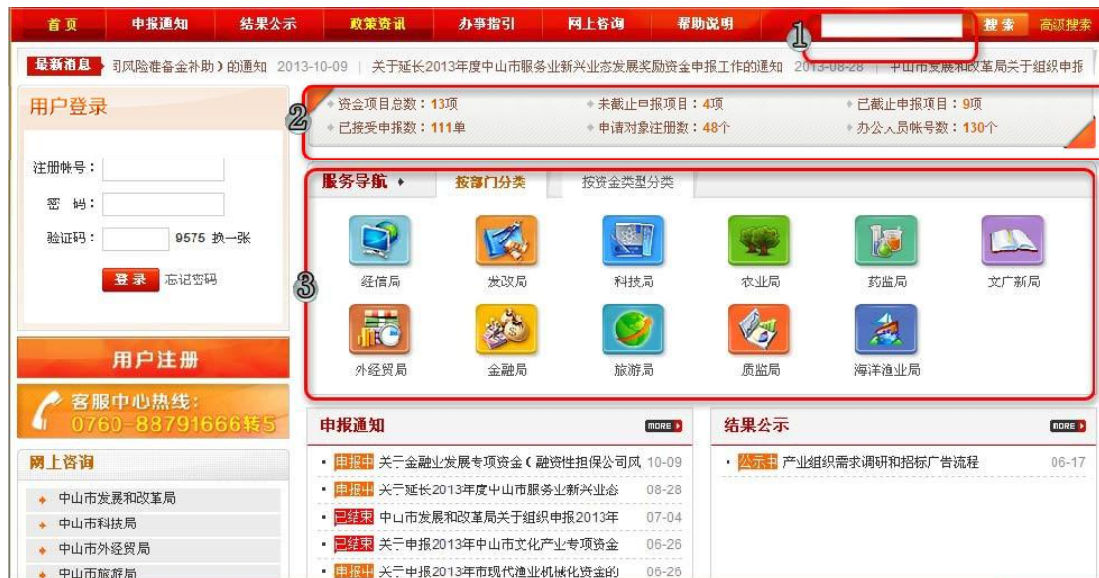 首页 申报通知 结果公示 政策资讯 办事指引 网上咨询 帮助说明 搜索 高级搜索
1
最新消息 司风险准备金补助）的通知 2013-10-09 | 关于延长2013年度中山市服务业新兴业态发展奖励资金申报工作的通知 2013-08-28 | 中山市发展和改革局关于组织申报
用户登录
注册帐号：
密 码：
验证码： 9575 换一张
登录 忘记密码
用户注册
客服中心热线：
0760-88791666转5
网上咨询
中山市发展和改革局
中山市科技局
中山市外经贸局
中山市旅游局
2
资金项目总数：13项 未截止申报项目：4项 已截止申报项目：9项
已接受申报数：111单 申请对象注册数：48个 办公人员帐号数：130个
3
服务导航 按部门分类 按资金类型分类
经信局 发改局 科技局 农业局 药监局 文广新局
外经贸局 金融局 旅游局 质监局 海洋渔业局
申报通知 MORE
申报中 关于金融业发展专项资金（融资性担保公司风 10-09
申报中 关于延长2013年度中山市服务业新兴业态 08-28
已结束 中山市发展和改革局关于组织申报2013年 07-04
已结束 关于申报2013年中山市文化产业专项资金 06-26
申报中 关于申报2013年市现代渔业机械化资金的 06-26
结果公示 MORE
公示中 产业组织需求调研和招标广告流程 06-17